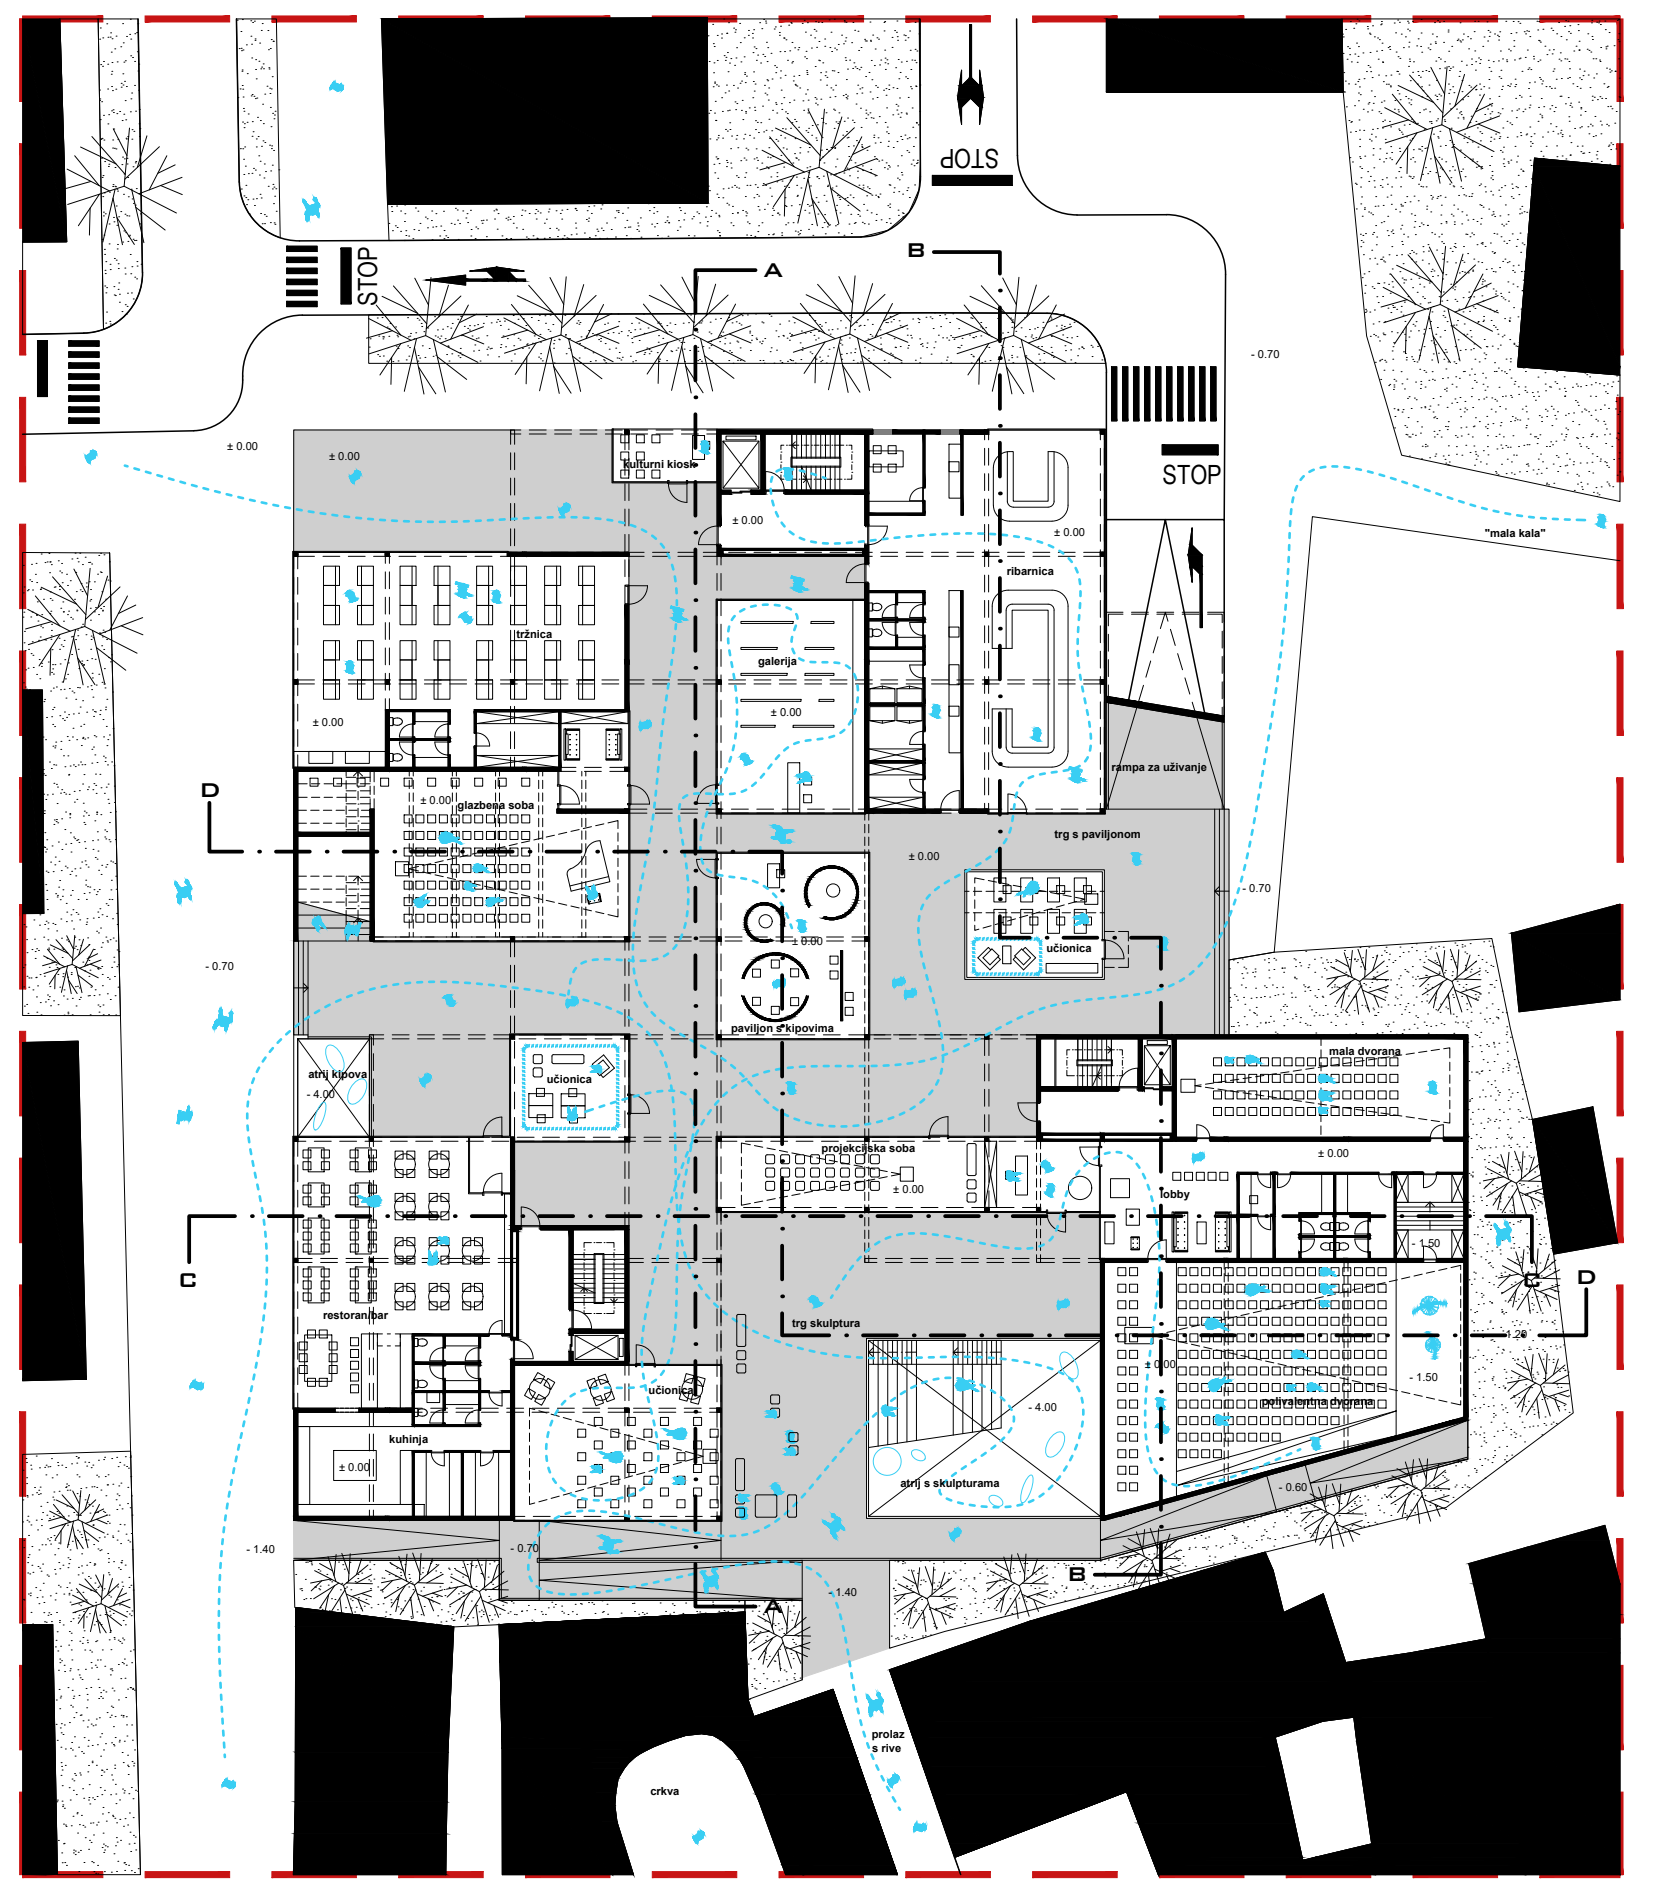 STOP
B
A
STOP
- 0.70
± 0.00
± 0.00
kulturni kiosk
STOP
± 0.00
± 0.00
"mala kala"
ribarnica
tržnica
galerija
± 0.00
± 0.00
rampa za uživanje
D
± 0.00
glazbena soba
trg s paviljonom
± 0.00
- 0.70
± 0.00
učionica
- 0.70
paviljon s kipovima
mala dvorana
atrij kipova
učionica
- 4.00
projekcijska soba
± 0.00
± 0.00
lobby
- 1.50
C
C
D
restoran/bar
trg skulptura
- 1.20
± 0.00
- 1.50
učionica
polivalentna dvorana
- 4.00
kuhinja
± 0.00
atrij s skulpturama
- 0.60
- 1.40
- 0.70
B
- 1.40
A
prolaz
s rive
crkva